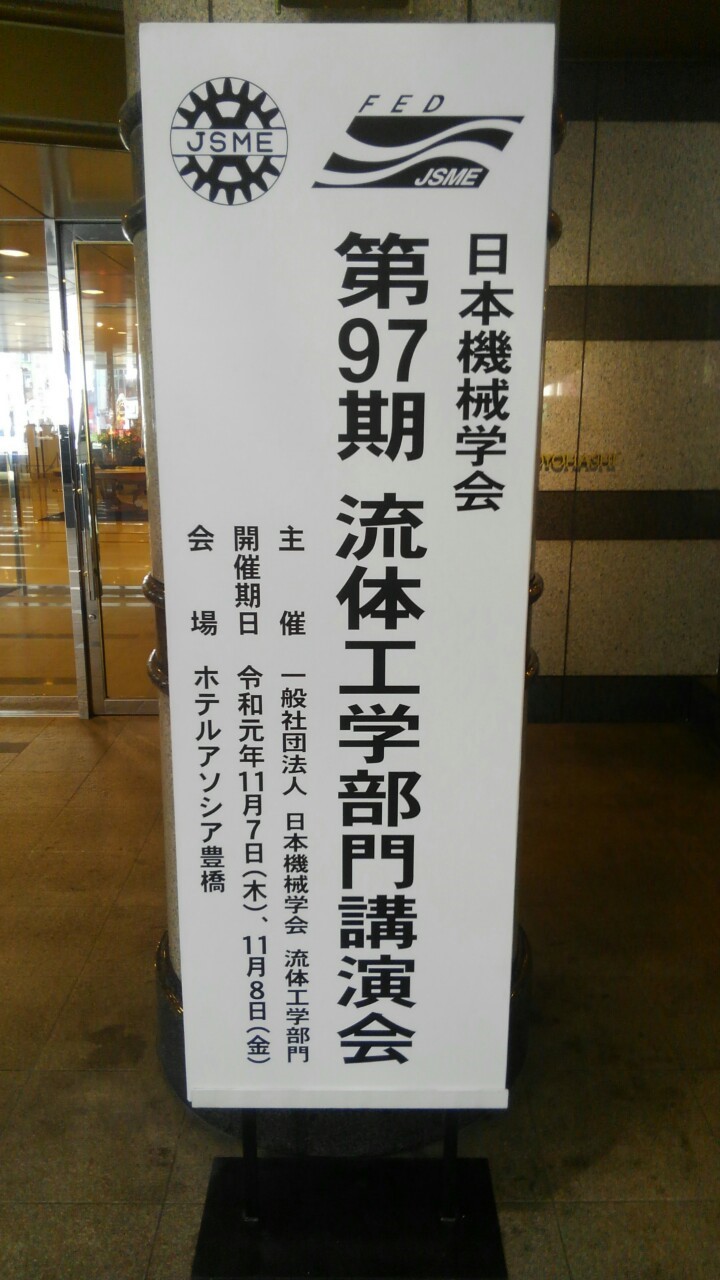 JSME
FED
JSME
日本機械学会
第97期 流体工学部門講演会
主催 一般社団法人 日本機械学会 流体工学部門
開催期日 令和元年11月7日(木)、11月8日(金)
会場 ホテルアソシア豊橋